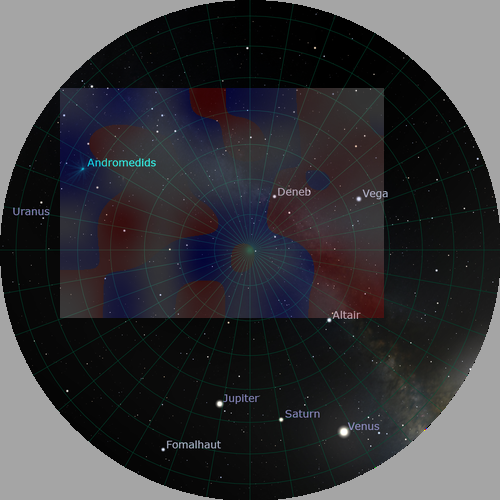 Andromedids
Deneb
Vega
Uranus
Altair
Jupiter
Saturn
Venus
Fomalhaut